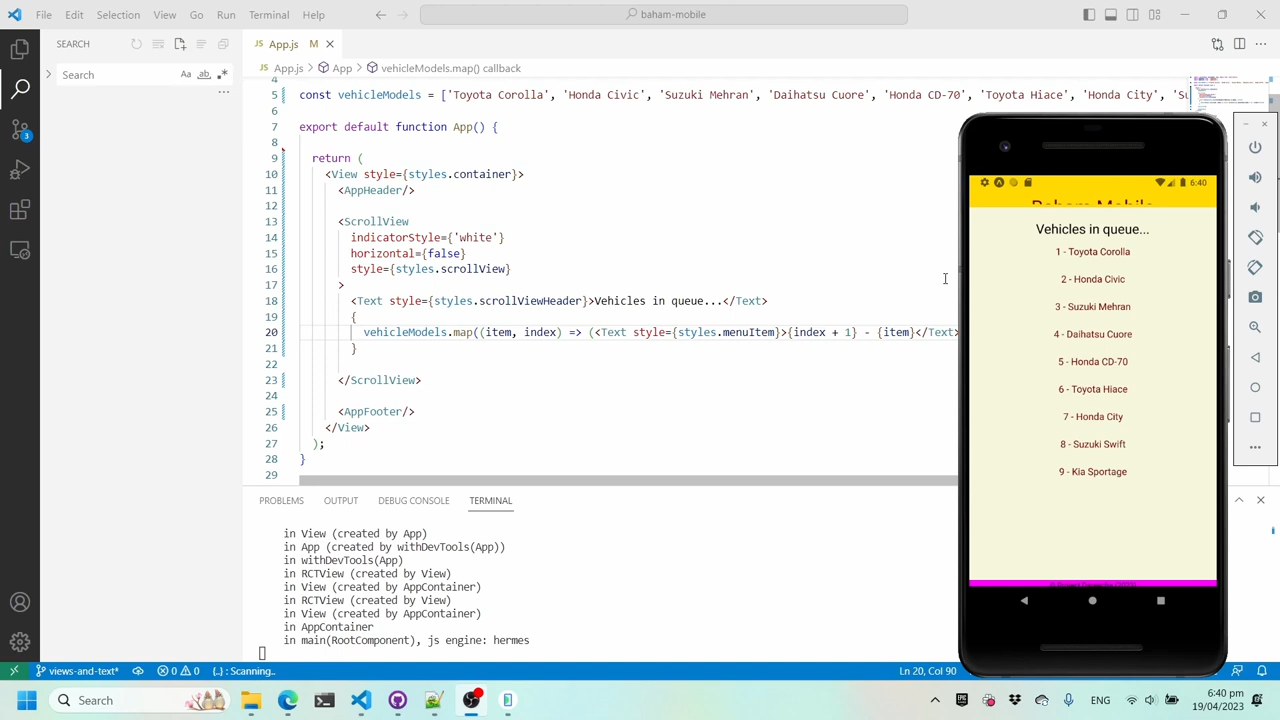 File Edit Selection View Go Run Terminal Help
baham-mobile
SEARCH
Search
Aa ab
App.js M
App.js > App > vehicleModels.map() callback
4
5 const vehicleModels = ['Toyota 'Honda Civic', 'Suzuki Mehran' 'Daihatsu Cuore', 'Honda CD-70' 'Toyota Hiace', 'Honda City',
6
7 export default function App() {
8
9 return (
10 <View style={styles.container}>
11 <AppHeader/>
12
13 <ScrollView
14 indicatorStyle={'white'}
15 horizontal={false}
16 style={styles.scrollView}
17 >
18 <Text style={styles.scrollViewHeader}>Vehicles in queue...</Text>
19 {
20 vehicleModels.map((item, index) => (<Text style={styles.menuItem}>{index + 1} - {item}</Text>
21 }
22
23 </ScrollView>
24
25 <AppFooter/>
26 </View>
27 );
28 }
29
PROBLEMS OUTPUT DEBUG CONSOLE TERMINAL
in View (created by App)
in App (created by withDevTools(App))
in withDevTools(App)
in RCTView (created by View)
in View (created by AppContainer)
in RCTView (created by View)
in View (created by AppContainer)
in AppContainer
in main(RootComponent), js engine: hermes
6:40
Baham Mobile
Vehicles in queue...
1 - Toyota Corolla
2 - Honda Civic
3 - Suzuki Mehran
4 - Daihatsu Cuore
5 - Honda CD-70
6 - Toyota Hiace
7 - Honda City
8 - Suzuki Swift
9 - Kia Sportage
3
views-and-text* 0 0 {.} : Scanning..
Ln 20, Col 90
Search
ENG
6:40 pm
19/04/2023